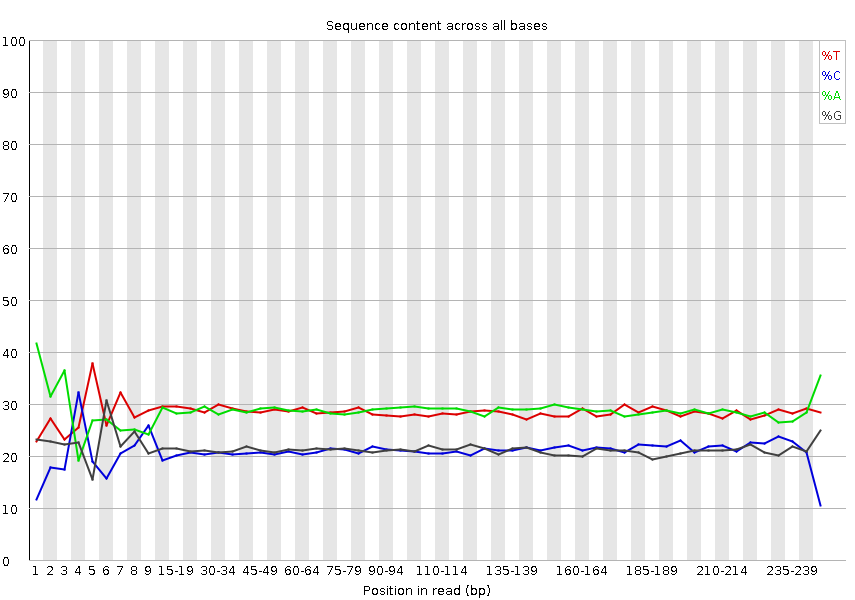 Sequence content across all bases
100
90
80
70
60
50
40
30
20
10
0
%T
%C
%A
%G
1 2 3 4 5 6 7 8 9 15-19 30-34 45-49 60-64 75-79 90-94 110-114 135-139 160-164 185-189 210-214 235-239
Position in read (bp)